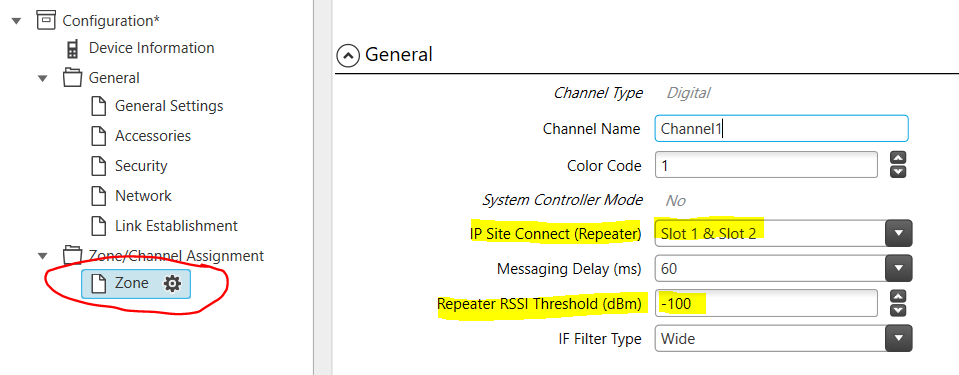 Configuration*
Device Information
General
General Settings
Accessories
Security
Network
Link Establishment
Zone/Channel Assignment
Zone
General
Channel Type Digital
Channel Name Channel1
Color Code 1
System Controller Mode No
IP Site Connect (Repeater) Slot 1 & Slot 2
Messaging Delay (ms) 60
Repeater RSSI Threshold (dBm) -100
IF Filter Type Wide